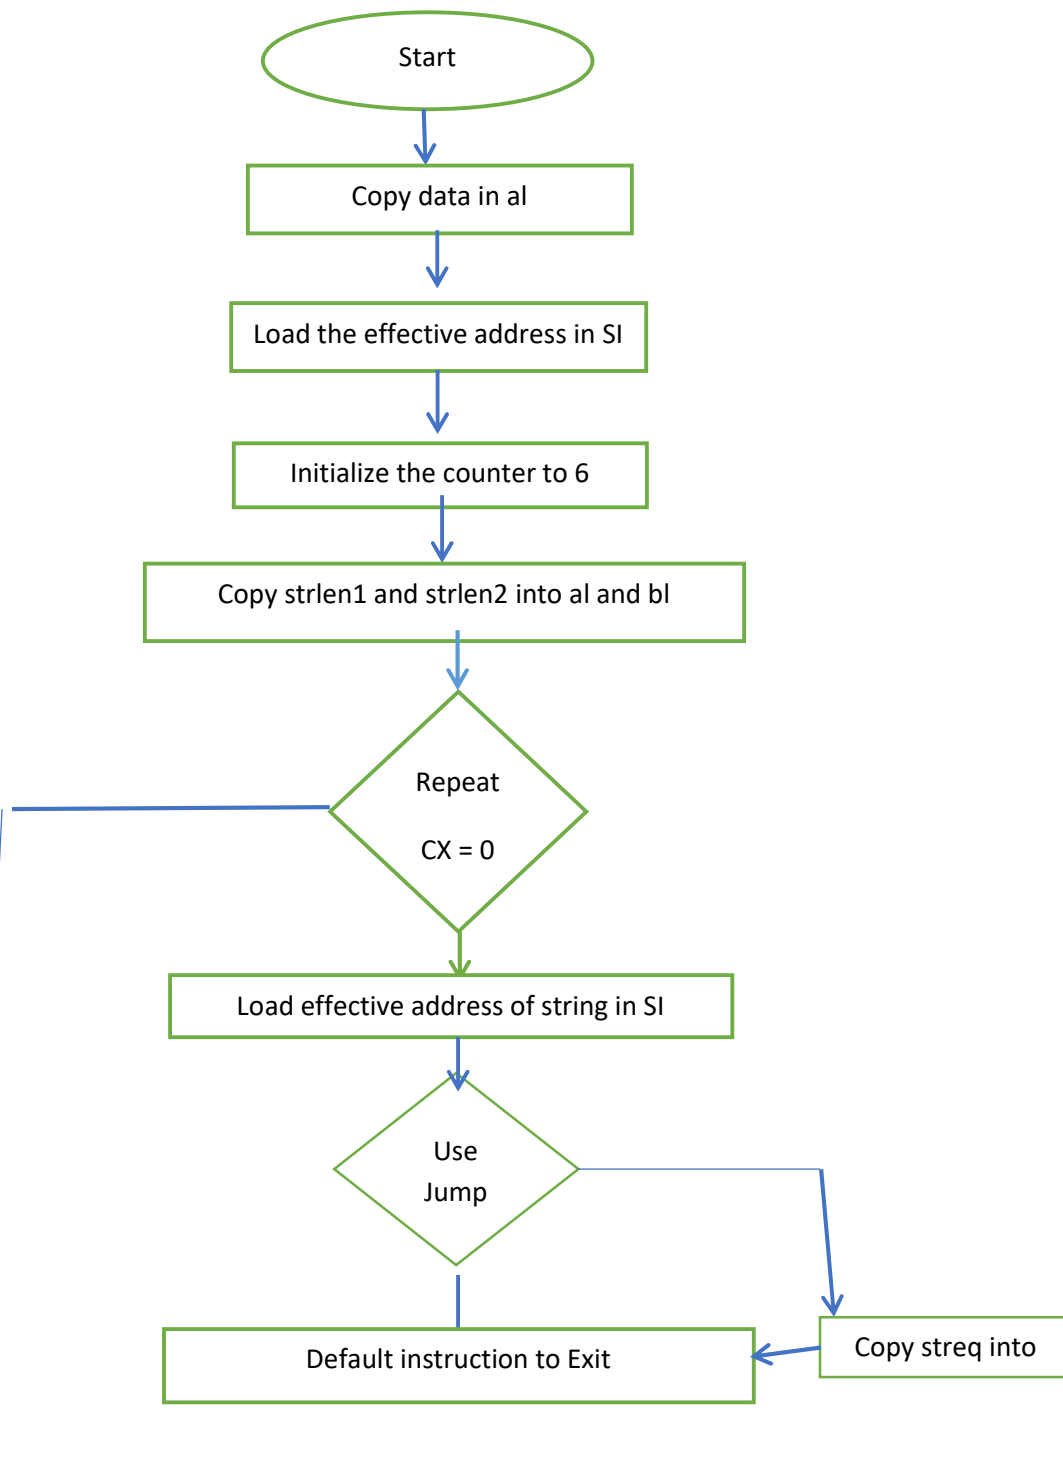 Start
Copy data in al
Load the effective address in SI
Initialize the counter to 6
Copy strlen1 and strlen2 into al and bl
Repeat
CX = 0
Load effective address of string in SI
Use
Jump
Copy streq into
Default instruction to Exit